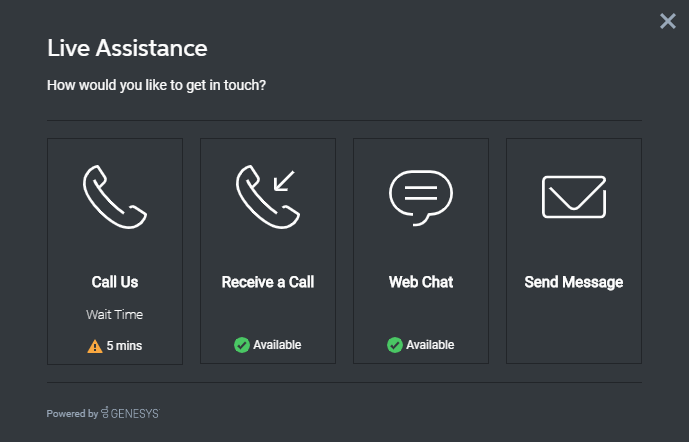 Live Assistance
How would you like to get in touch?
Call Us
Wait Time
5 mins
Receive a Call
Available
Web Chat
Available
Send Message
Powered by GENESYS